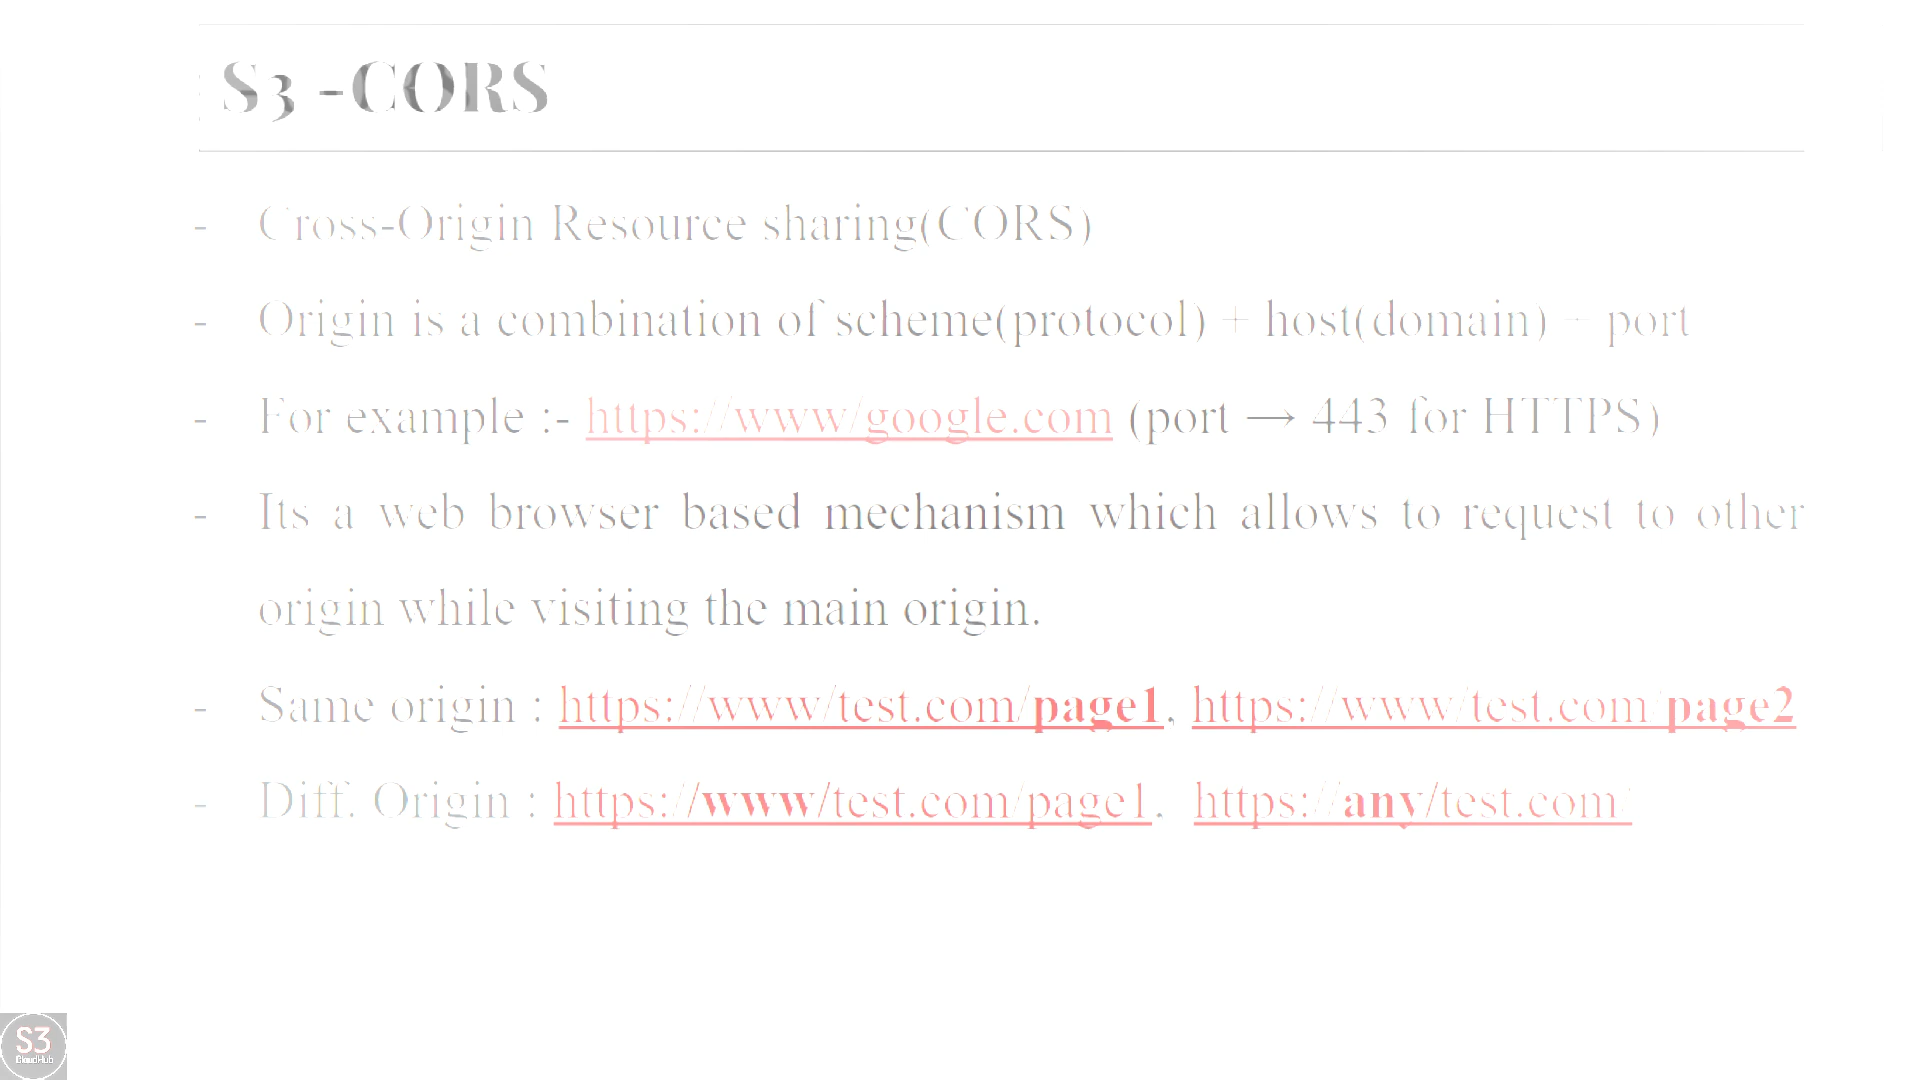 S3 -CORS
- Cross-Origin Resource sharing(CORS)
- Origin is a combination of scheme(protocol) + host(domain) + port
- For example :- https://www/google.com (port → 443 for HTTPS)
- Its a web browser based mechanism which allows to request to other
origin while visiting the main origin.
- Same origin : https://www/test.com/page1, https://www/test.com/page2
- Diff. Origin : https://www/test.com/page1, https://any/test.com/
S3
CloudHub